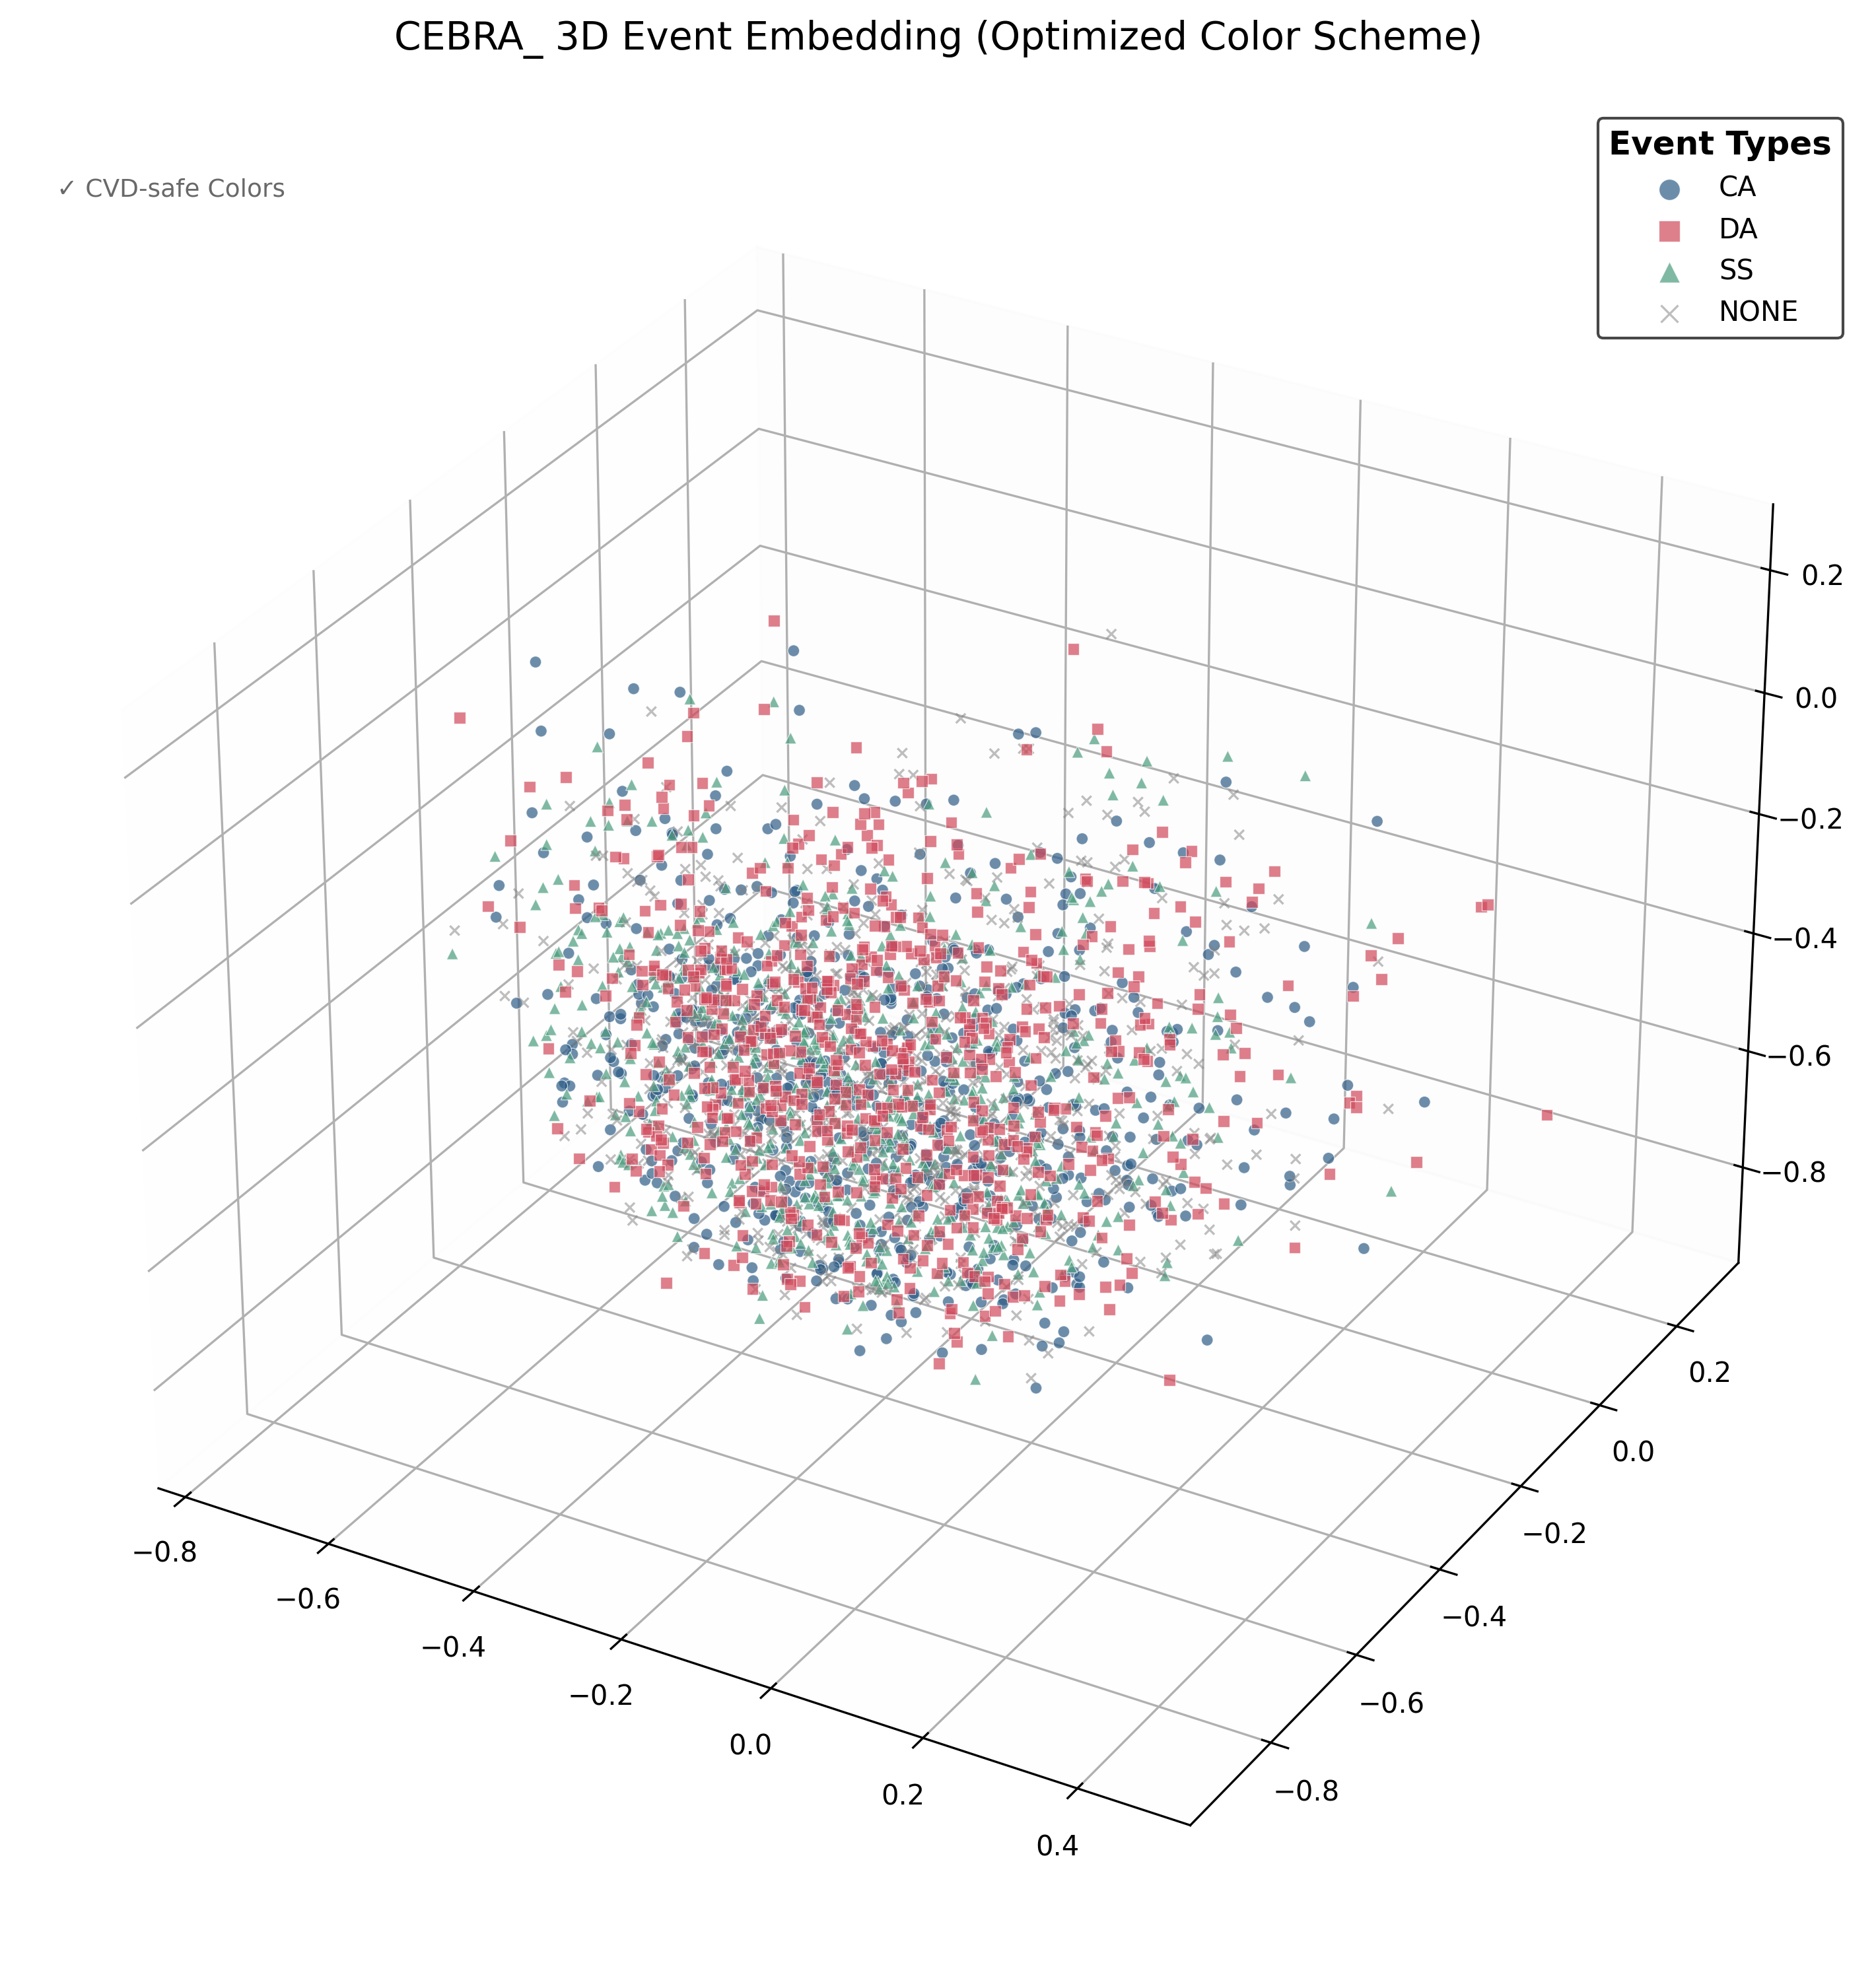 CEBRA_ 3D Event Embedding (Optimized Color Scheme)
✓ CVD-safe Colors
Event Types
CA
DA
SS
NONE
0.2
0.0
−0.2
−0.4
−0.6
−0.8
0.2
0.0
−0.2
−0.4
−0.6
−0.8
−0.8
−0.6
−0.4
−0.2
0.0
0.2
0.4